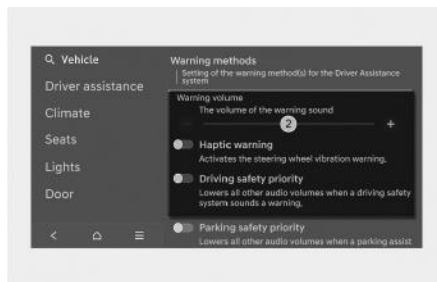 Vehicle
Driver assistance
Climate
Seats
Lights
Door
Warning methods
Setting of the warning method(s) for the Driver Assistance
system
Warning volume
The volume of the warning sound
2
+
Haptic warning
Activates the steering wheel vibration warning.
Driving safety priority
Lowers all other audio volumes when a driving safety
system sounds a warning.
Parking safety priority
Lowers all other audio volumes when a parking assist